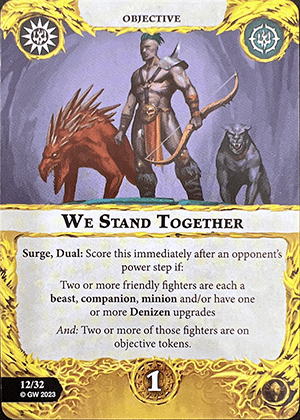 OBJECTIVE
WE STAND TOGETHER
Surge, Dual: Score this immediately after an opponent's
power step if:
Two or more friendly fighters are each a
beast, companion, minion and/or have one
or more Denizen upgrades
And: Two or more of those fighters are on
objective tokens.
12/32
© GW 2023
1